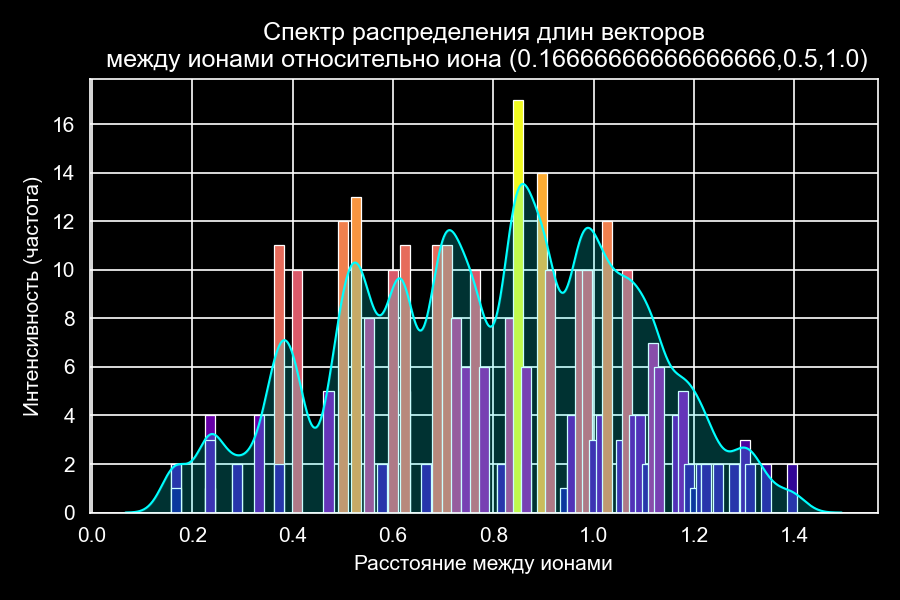 Спектр распределения длин векторов
между ионами относительно иона (0.16666666666666666,0.5,1.0)
Интенсивность (частота)
16
14
12
10
8
6
4
2
0
0.0 0.2 0.4 0.6 0.8 1.0 1.2 1.4
Расстояние между ионами